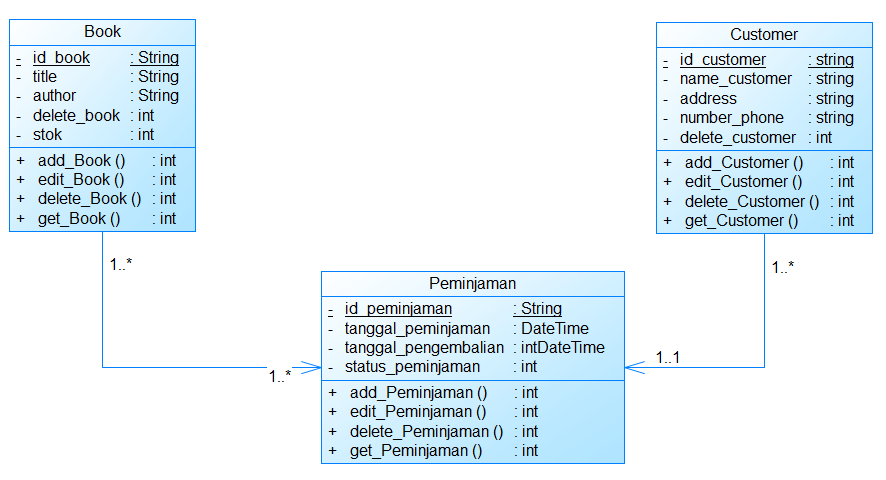 Book
- id_book : String
- title : String
- author : String
- delete_book : int
- stok : int
+ add_Book () : int
+ edit_Book () : int
+ delete_Book () : int
+ get_Book () : int
Customer
- id_customer : string
- name_customer : string
- address : string
- number_phone : string
- delete_customer : int
+ add_Customer () : int
+ edit_Customer () : int
+ delete_Customer () : int
+ get_Customer () : int
1..*
1..*
Peminjaman
- id_peminjaman : String
- tanggal_peminjaman : DateTime
- tanggal_pengembalian : intDateTime
- status_peminjaman : int
+ add_Peminjaman () : int
+ edit_Peminjaman () : int
+ delete_Peminjaman () : int
+ get_Peminjaman () : int
1..*
1..1